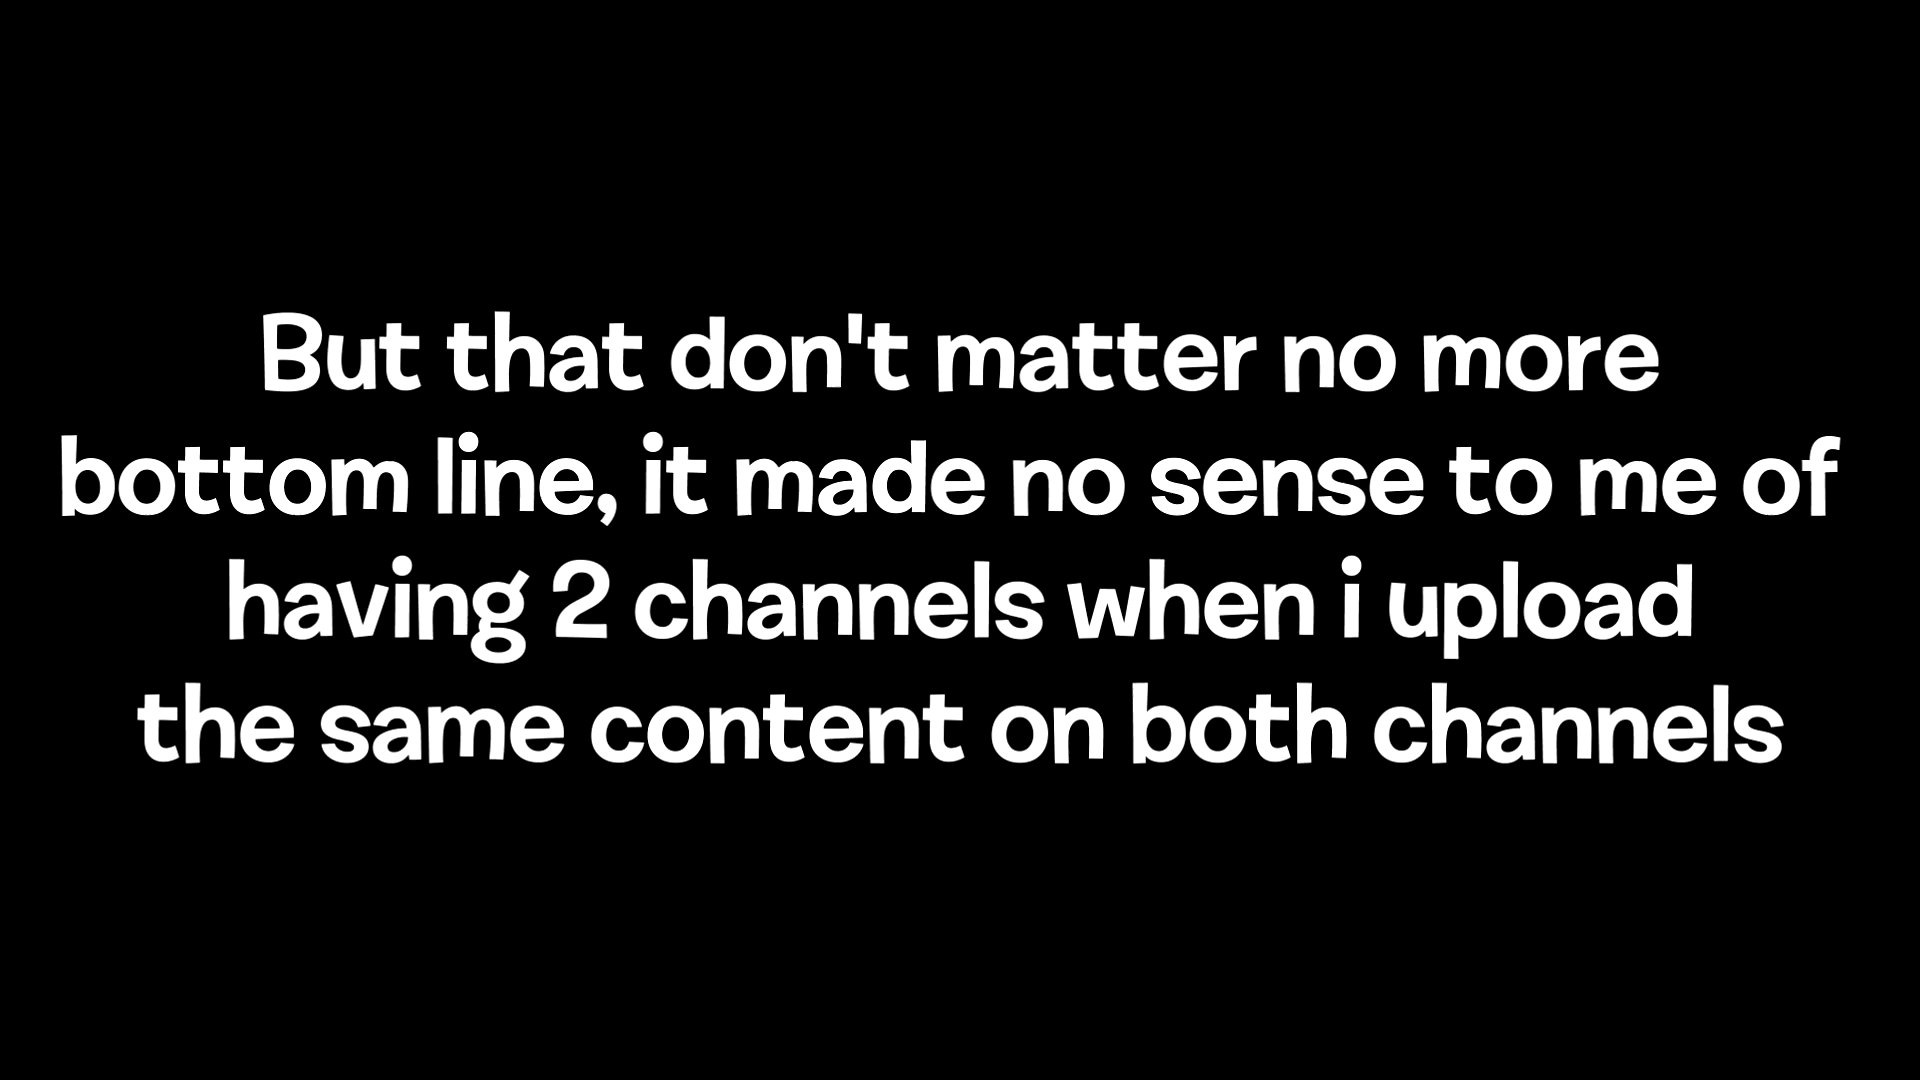 But that don't matter no more
bottom line, it made no sense to me of
having 2 channels when i upload
the same content on both channels